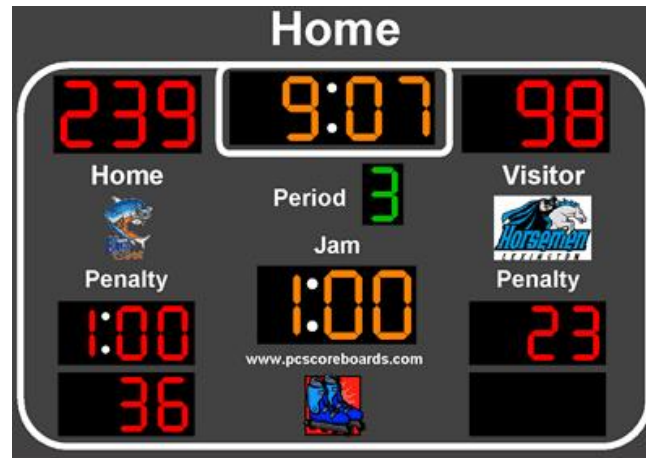 Home
239 9:07 98
Home Visitor
Period 3
Horsemen
LEXINGTON
Jam
Penalty Penalty
1:00 1:00 23
www.pcscoreboards.com
36